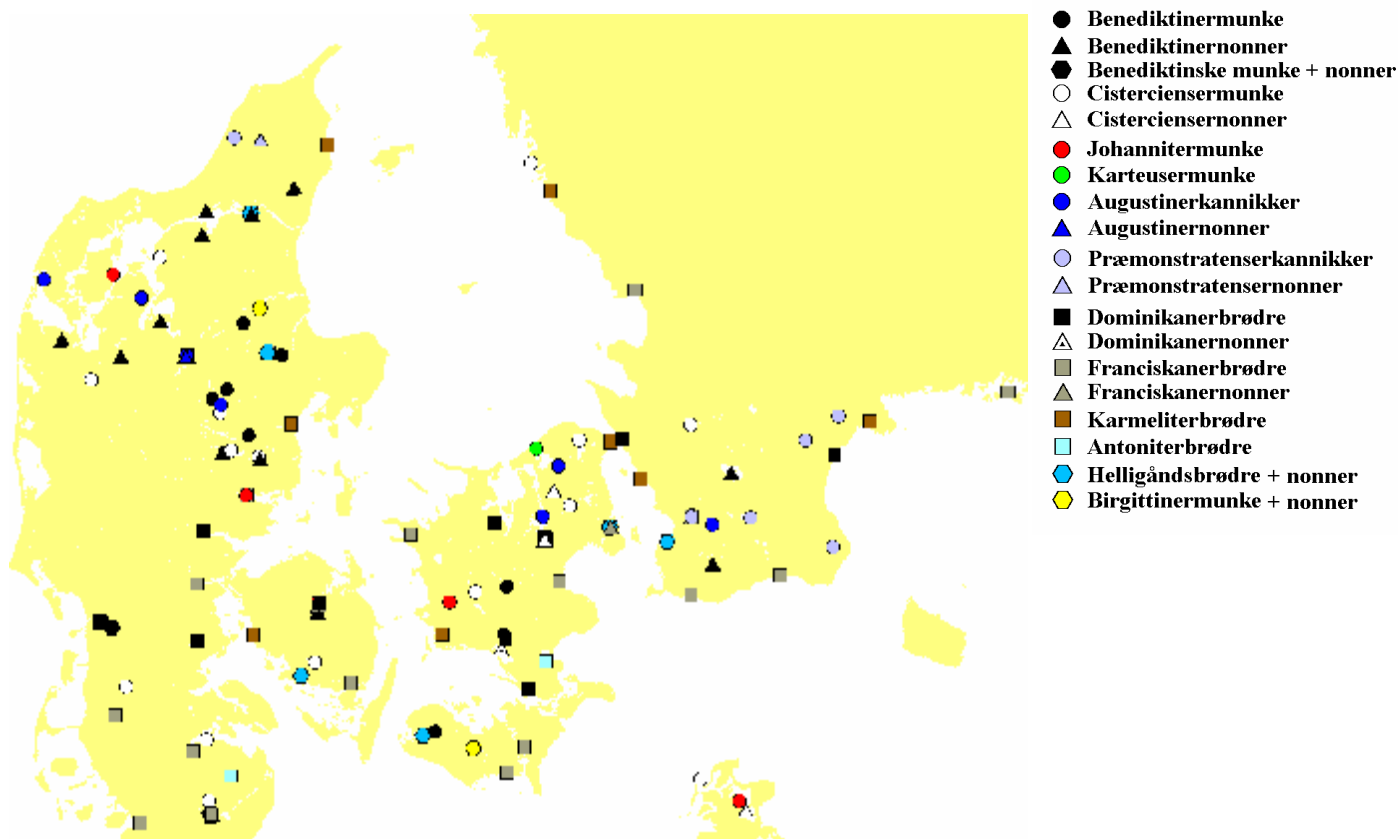 Benediktinermunke
Benediktinernonner
Benediktinske munke + nonner
Cisterciensermunke
Cisterciensernonner
Johannitermunke
Karteusermunke
Augustinerkannikker
Augustinernonner
Præmonstratenserkannikker
Præmonstratensernonner
Dominikanerbrødre
Dominikanernonner
Franciskanerbrødre
Franciskanernonner
Karmeliterbrødre
Antoniterbrødre
Helligåndsbrødre + nonner
Birgittinermunke + nonner